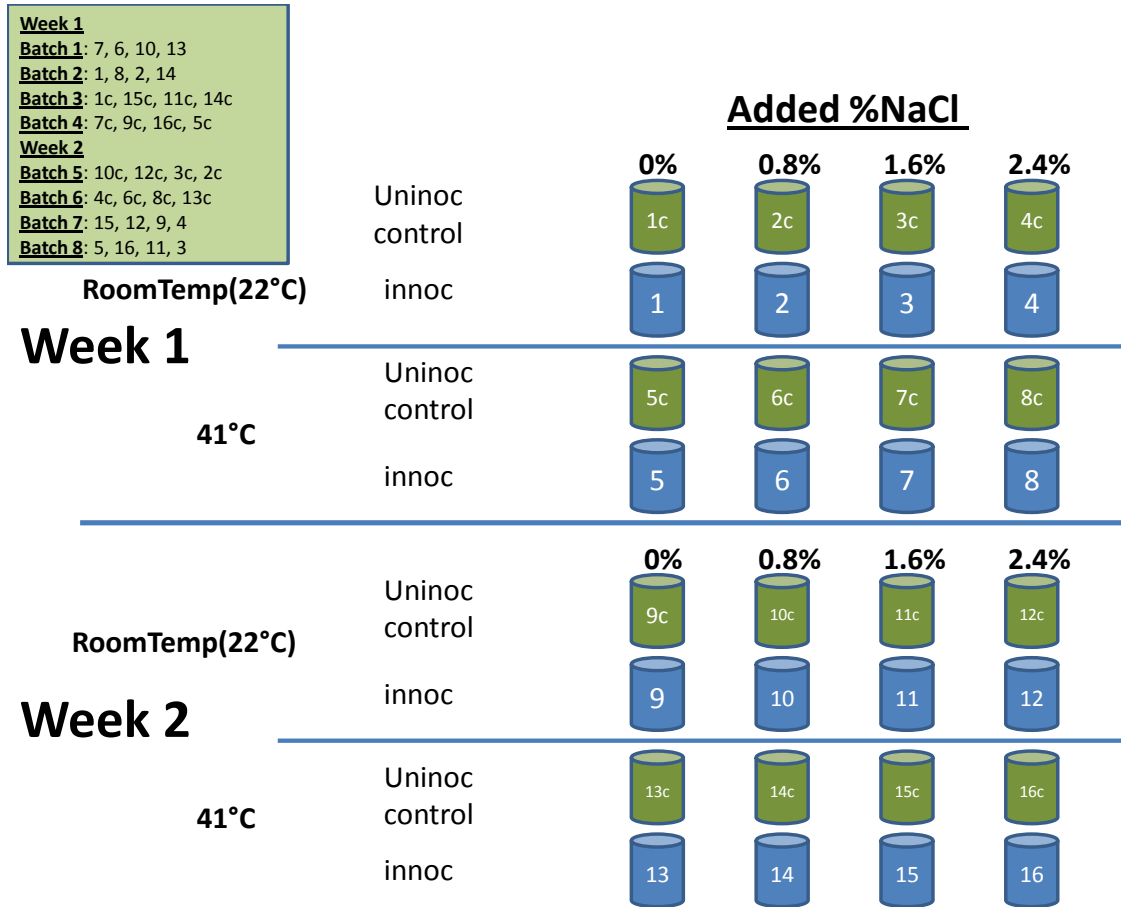 Week 1
Batch 1: 7, 6, 10, 13
Batch 2: 1, 8, 2, 14
Batch 3: 1c, 15c, 11c, 14c
Batch 4: 7c, 9c, 16c, 5c
Week 2
Batch 5: 10c, 12c, 3c, 2c
Batch 6: 4c, 6c, 8c, 13c
Batch 7: 15, 12, 9, 4
Batch 8: 5, 16, 11, 3
Added %NaCl
0% 0.8% 1.6% 2.4%
Uninoc
control
1c 2c 3c 4c
RoomTemp(22°C)
innoc
1 2 3 4
Week 1
Uninoc
control
5c 6c 7c 8c
41°C
innoc
5 6 7 8
0% 0.8% 1.6% 2.4%
Uninoc
control
9c 10c 11c 12c
RoomTemp(22°C)
innoc
9 10 11 12
Week 2
Uninoc
control
13c 14c 15c 16c
41°C
innoc
13 14 15 16